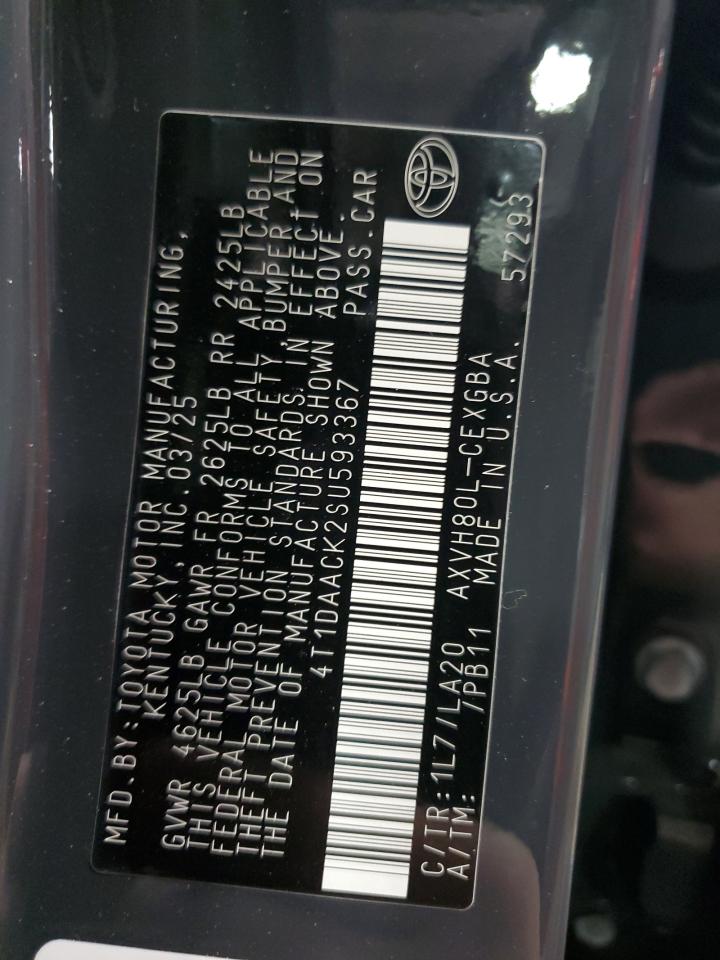 MFD.BY:TOYOTA MOTOR MANUFACTURING,
KENTUCKY,INC.03/25
GVWR 4625LB GAWR FR 2625LB RR 2425LB
THIS VEHICLE CONFORMS TO ALL APPLICABLE
FEDERAL MOTOR VEHICLE SAFETY,BUMPER AND
THEFT PREVENTION STANDARDS IN EFFECT ON
THE DATE OF MANUFACTURE SHOWN ABOVE.
4T1DAACK2SU593367 PASS.CAR
C/TR:1L7/LA20 AXVH80L-CEXGBA
A/TM: /PB11 MADE IN U.S.A. 57293